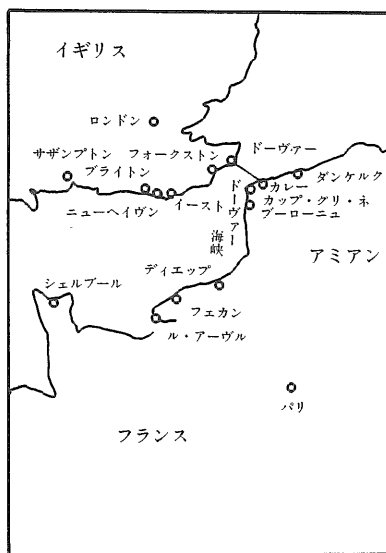 イギリス
ロンドン
サザンプトン
フォークストン
ドーヴァー
ブライトン
ダンケルク
カレー
ニューヘイヴン
イースト
カップ・グリ・ネ
ブーローニュ
ドーヴァー海峡
アミアン
ディエップ
シェルブール
フェカン
ル・アーヴル
パリ
フランス